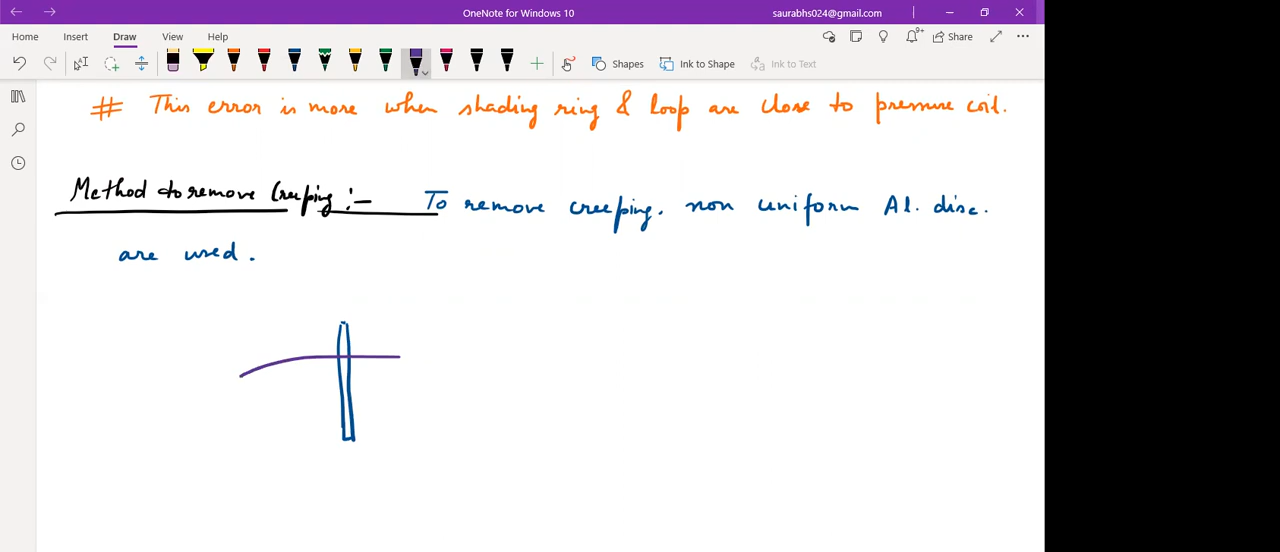 OneNote for Windows 10
saurabhs024@gmail.com
Home Insert Draw View Help
9+ Share
Shapes Ink to Shape Ink to Text
# This error is more when shading ring & loop are close to pressure coil.
Method to remove Creeping :- To remove creeping, non uniform Al. disc.
are used.